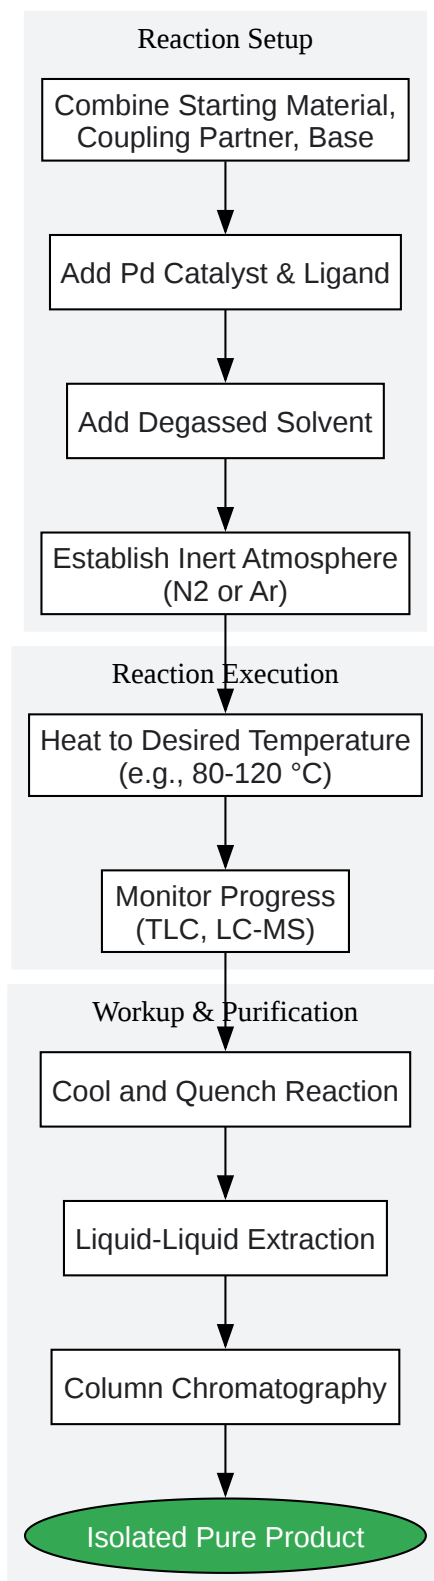 Reaction Setup
Combine Starting Material,
Coupling Partner, Base
Add Pd Catalyst & Ligand
Add Degassed Solvent
Establish Inert Atmosphere
(N2 or Ar)
Reaction Execution
Heat to Desired Temperature
(e.g., 80-120 °C)
Monitor Progress
(TLC, LC-MS)
Workup & Purification
Cool and Quench Reaction
Liquid-Liquid Extraction
Column Chromatography
Isolated Pure Product